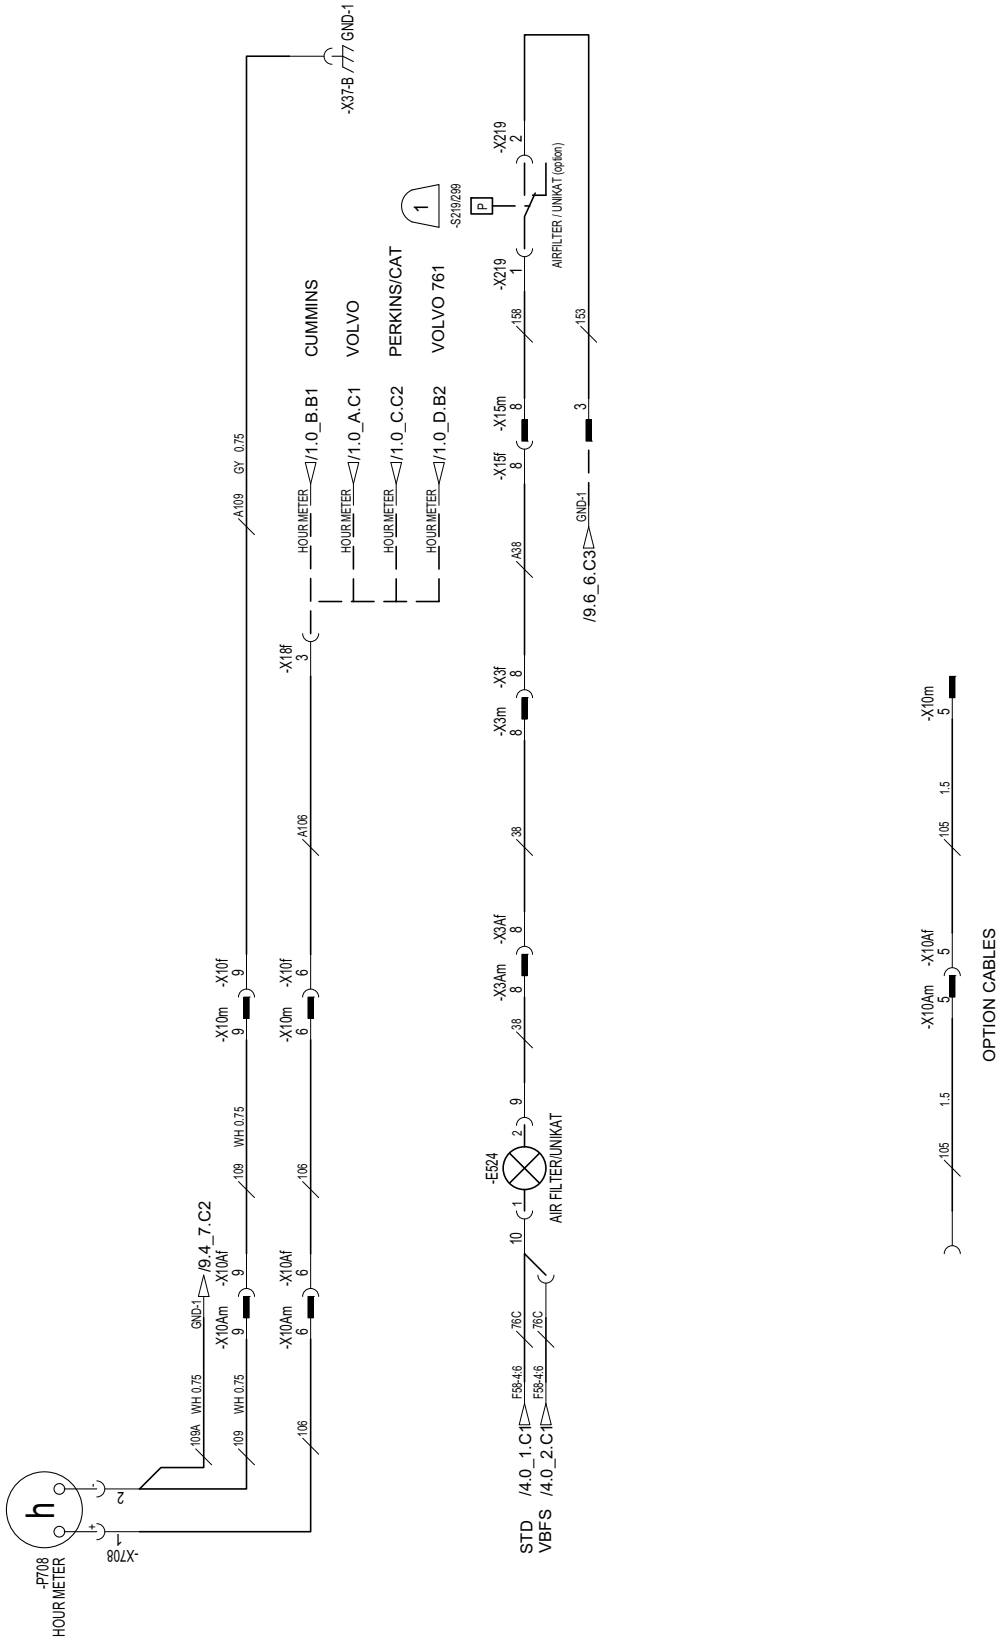 -P708
HOUR METER
h
+
-
1
2
-X708
109A WH 0.75
GND-1
/9.4_7.C2
109 WH 0.75
-X10Am
9
-X10Af
9
109 WH 0.75
-X10m
9
-X10f
9
A109 GY 0.75
-X37-B
GND-1
106
-X10Am
6
-X10Af
6
106
-X10m
6
-X10f
6
A106
-X18f
3
HOUR METER
/1.0_B.B1 CUMMINS
HOUR METER
/1.0_A.C1 VOLVO
HOUR METER
/1.0_C.C2 PERKINS/CAT
HOUR METER
/1.0_D.B2 VOLVO 761
1
-S219/299
P
STD /4.0_1.C1
F58-4:6
76C
VBFS /4.0_2.C1
F58-4:6
76C
10
1
-E524
2
9
AIR FILTER/UNIKAT
38
-X3Am
8
-X3Af
8
38
-X3m
8
-X3f
8
A38
-X15f
8
-X15m
8
158
-X219
1
-X219
2
AIRFILTER / UNIKAT (option)
/9.6_6.C3
GND-1
3
153
105
1.5
-X10Am
5
-X10Af
5
105
1.5
-X10m
5
OPTION CABLES